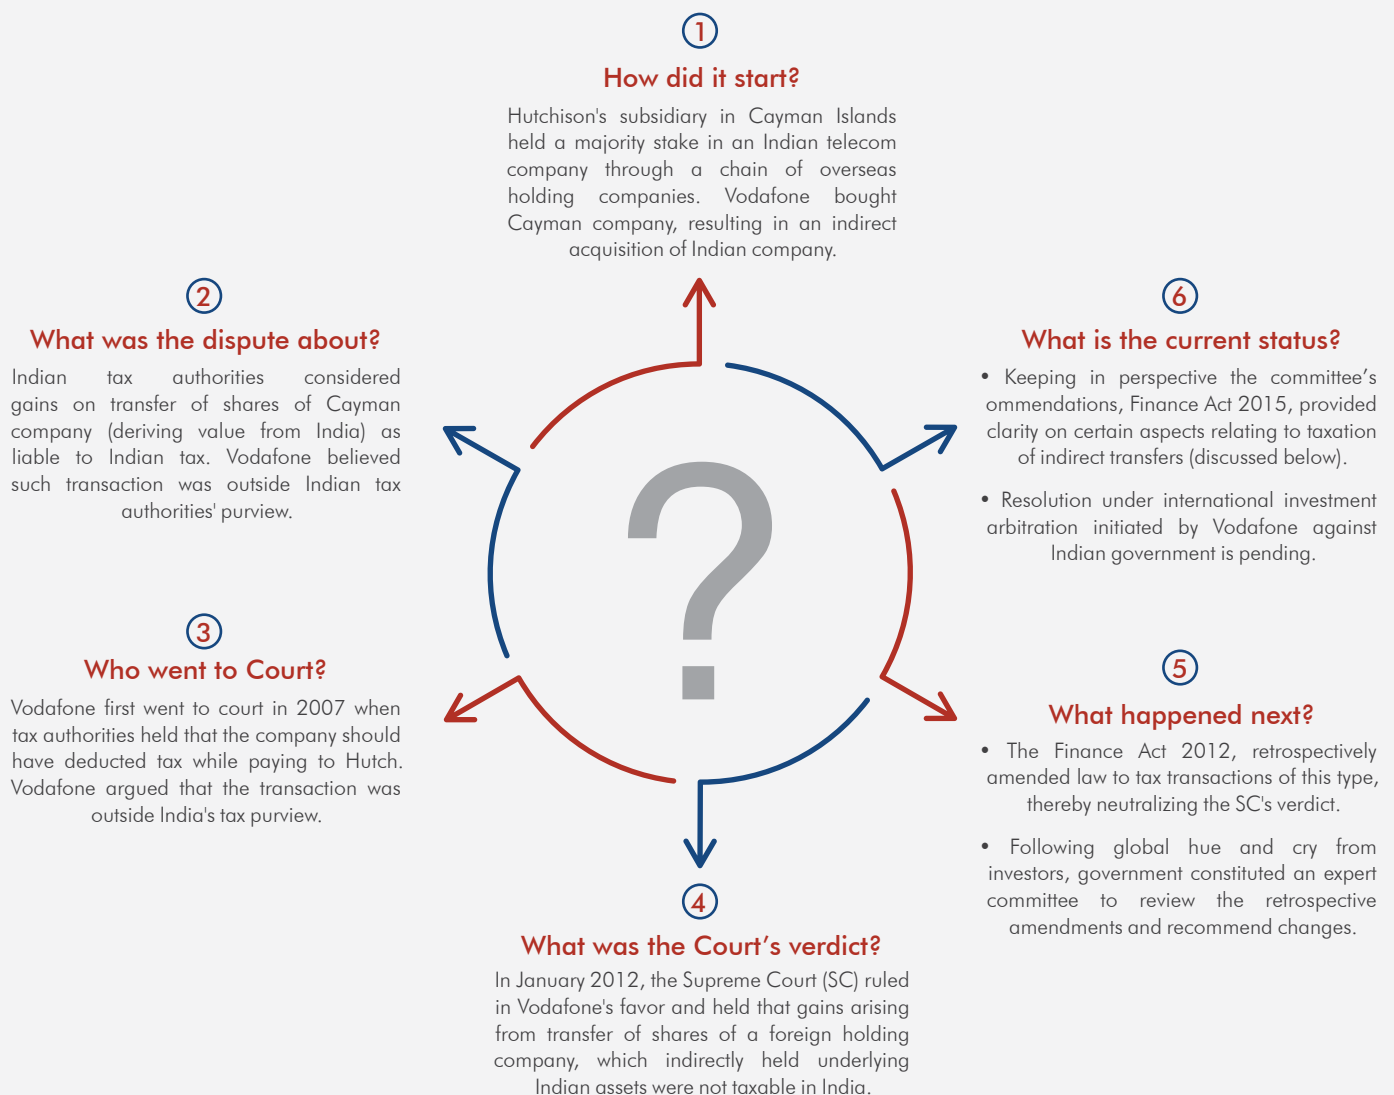 1
How did it start?
Hutchison's subsidiary in Cayman Islands
held a majority stake in an Indian telecom
company through a chain of overseas
holding companies. Vodafone bought
Cayman company, resulting in an indirect
acquisition of Indian company.
2
What was the dispute about?
Indian tax authorities considered
gains on transfer of shares of Cayman
company (deriving value from India) as
liable to Indian tax. Vodafone believed
such transaction was outside Indian tax
authorities' purview.
3
Who went to Court?
Vodafone first went to court in 2007 when
tax authorities held that the company should
have deducted tax while paying to Hutch.
Vodafone argued that the transaction was
outside India's tax purview.
4
What was the Court’s verdict?
In January 2012, the Supreme Court (SC) ruled
in Vodafone's favor and held that gains arising
from transfer of shares of a foreign holding
company, which indirectly held underlying
Indian assets were not taxable in India.
5
What happened next?
• The Finance Act 2012, retrospectively
amended law to tax transactions of this type,
thereby neutralizing the SC's verdict.
• Following global hue and cry from
investors, government constituted an expert
committee to review the retrospective
amendments and recommend changes.
6
What is the current status?
• Keeping in perspective the committee’s
ommendations, Finance Act 2015, provided
clarity on certain aspects relating to taxation
of indirect transfers (discussed below).
• Resolution under international investment
arbitration initiated by Vodafone against
Indian government is pending.
?